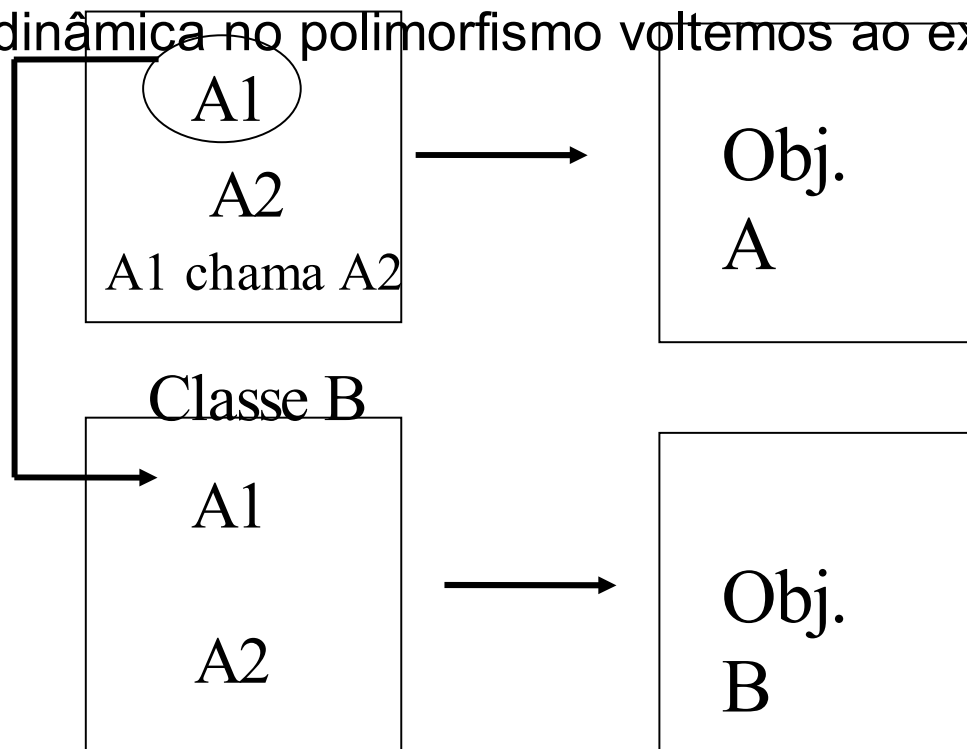 dinâmica no polimorfismo voltemos ao ex
A1
A2
A1 chama A2
Obj.
A
Classe B
A1
A2
Obj.
B